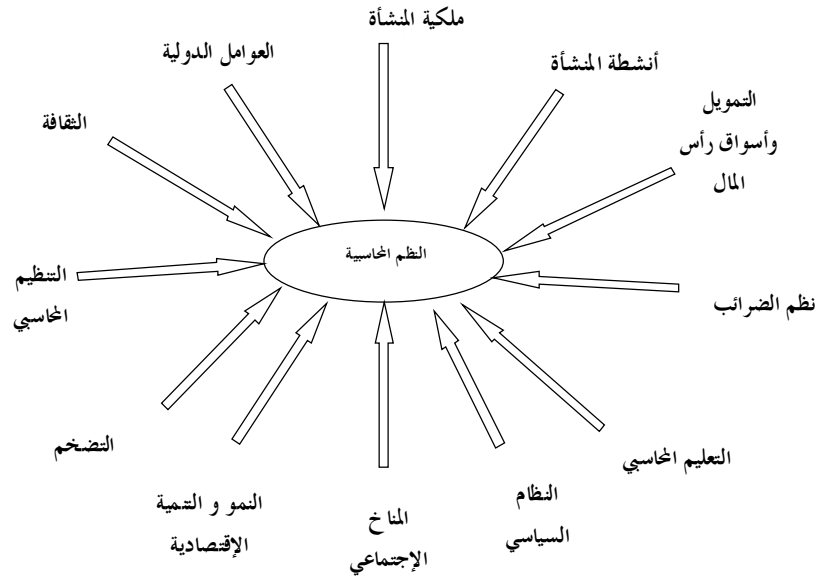 ملكية المنشأة
العوامل الدولية
أنشطة المنشأة
التمويل
وأسواق رأس
المال
الثقافة
النظم المحاسبية
التنظيم
المحاسبي
نظم الضرائب
التضخم
التعليم المحاسبي
النمو و التنمية
الإقتصادية
المناخ
الإجتماعي
النظام
السياسي